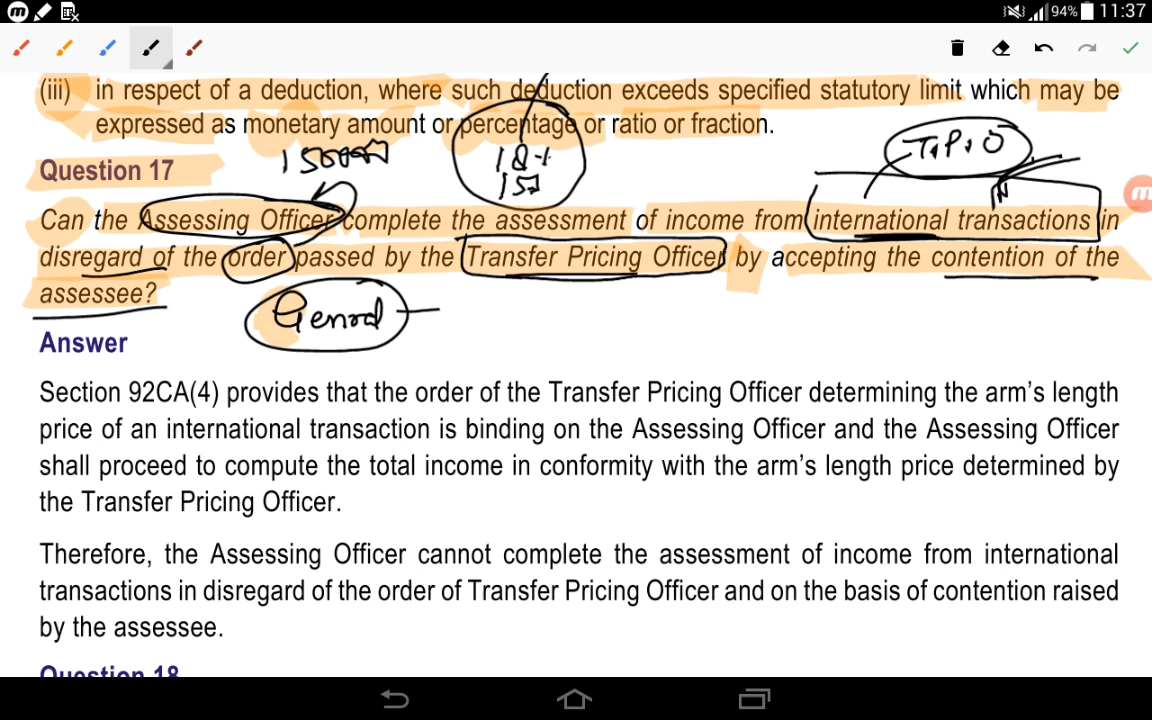 94% 11:37
(iii) in respect of a deduction, where such deduction exceeds specified statutory limit which may be
expressed as monetary amount or percentage or ratio or fraction.
Question 17
T.P.O
Can the Assessing Officer complete the assessment of income from international transactions in
disregard of the order passed by the Transfer Pricing Officer by accepting the contention of the
assessee?
Answer
Section 92CA(4) provides that the order of the Transfer Pricing Officer determining the arm's length
price of an international transaction is binding on the Assessing Officer and the Assessing Officer
shall proceed to compute the total income in conformity with the arm's length price determined by
the Transfer Pricing Officer.
Therefore, the Assessing Officer cannot complete the assessment of income from international
transactions in disregard of the order of Transfer Pricing Officer and on the basis of contention raised
by the assessee.
Question 18